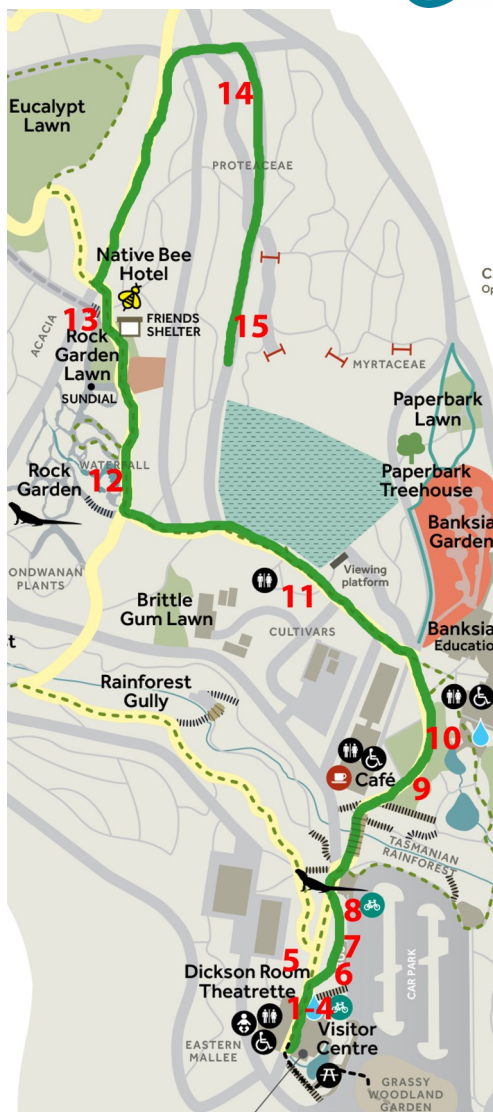 14
Eucalypt
Lawn
PROTEACEAE
Native Bee
Hotel
C
Op
FRIENDS
SHELTER
13
15
ACACIA
Rock
Garden
Lawn
MYRTACEAE
SUNDIAL
Paperbark
Lawn
WATERFALL
Rock
Garden
12
Paperbark
Treehouse
Banksia
Garden
ONDWANAN
PLANTS
Viewing
platform
11
Brittle
Gum Lawn
CULTIVARS
Banksia
Educatio
t
Rainforest
Gully
10
Café
9
TASMANIAN
RAINFOREST
8
7
5
6
CAR PARK
Dickson Room
Theatrette
1-4
Visitor
Centre
EASTERN
MALLEE
GRASSY
WOODLAND
GARDEN